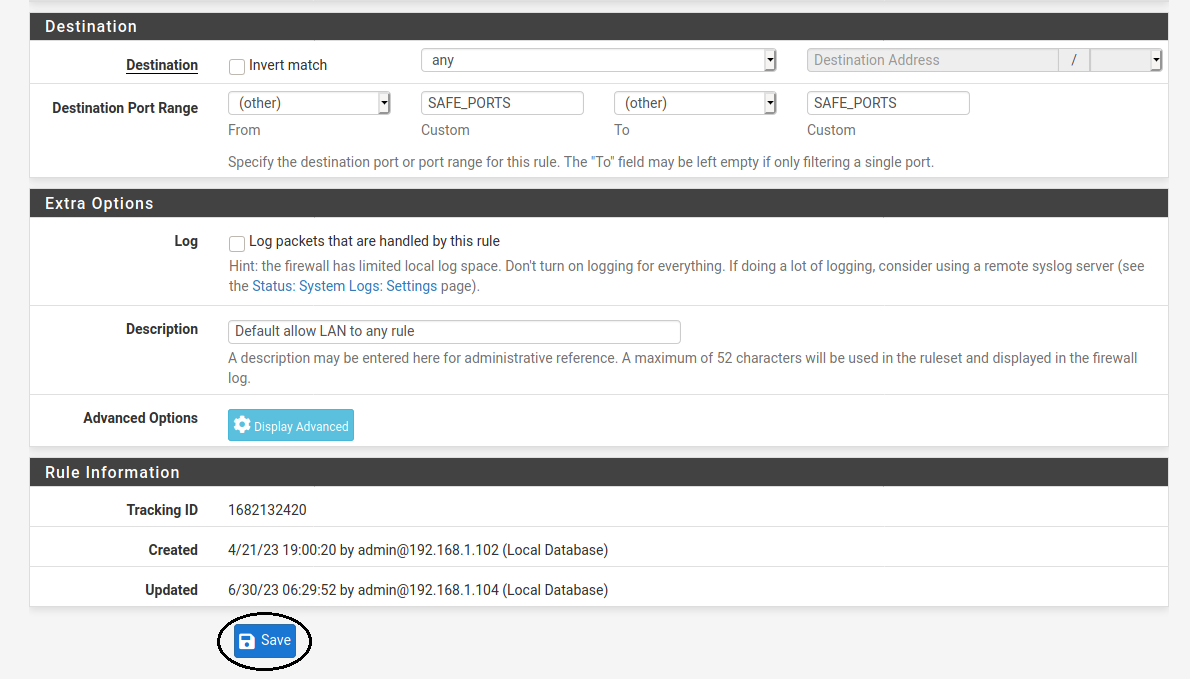 Destination
Destination Invert match any Destination Address /
Destination Port Range (other) SAFE_PORTS (other) SAFE_PORTS
From Custom To Custom
Specify the destination port or port range for this rule. The "To" field may be left empty if only filtering a single port.
Extra Options
Log Log packets that are handled by this rule
Hint: the firewall has limited local log space. Don't turn on logging for everything. If doing a lot of logging, consider using a remote syslog server (see
the Status: System Logs: Settings page).
Description Default allow LAN to any rule
A description may be entered here for administrative reference. A maximum of 52 characters will be used in the ruleset and displayed in the firewall
log.
Advanced Options Display Advanced
Rule Information
Tracking ID 1682132420
Created 4/21/23 19:00:20 by admin@192.168.1.102 (Local Database)
Updated 6/30/23 06:29:52 by admin@192.168.1.104 (Local Database)
Save